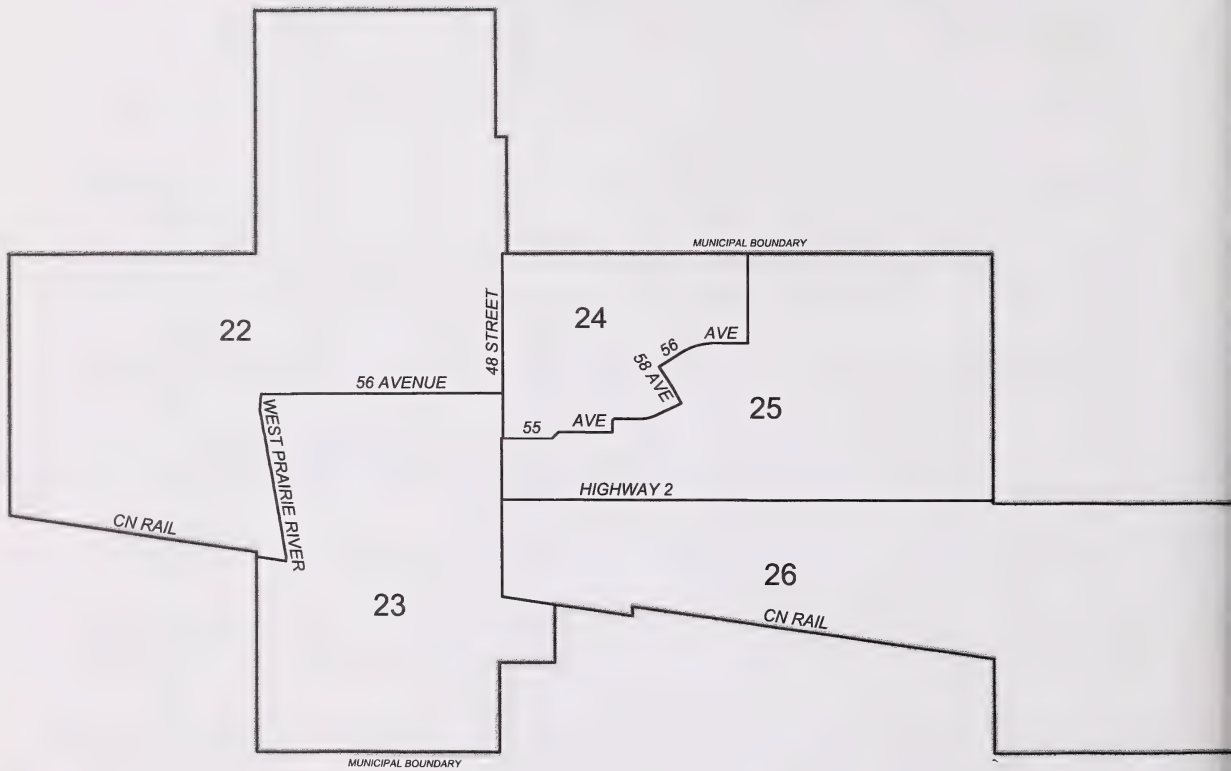 MUNICIPAL BOUNDARY
22
48 STREET
24
56 AVE
58 AVE
56 AVENUE
25
55 AVE
WEST PRAIRIE RIVER
HIGHWAY 2
CN RAIL
26
23
CN RAIL
MUNICIPAL BOUNDARY